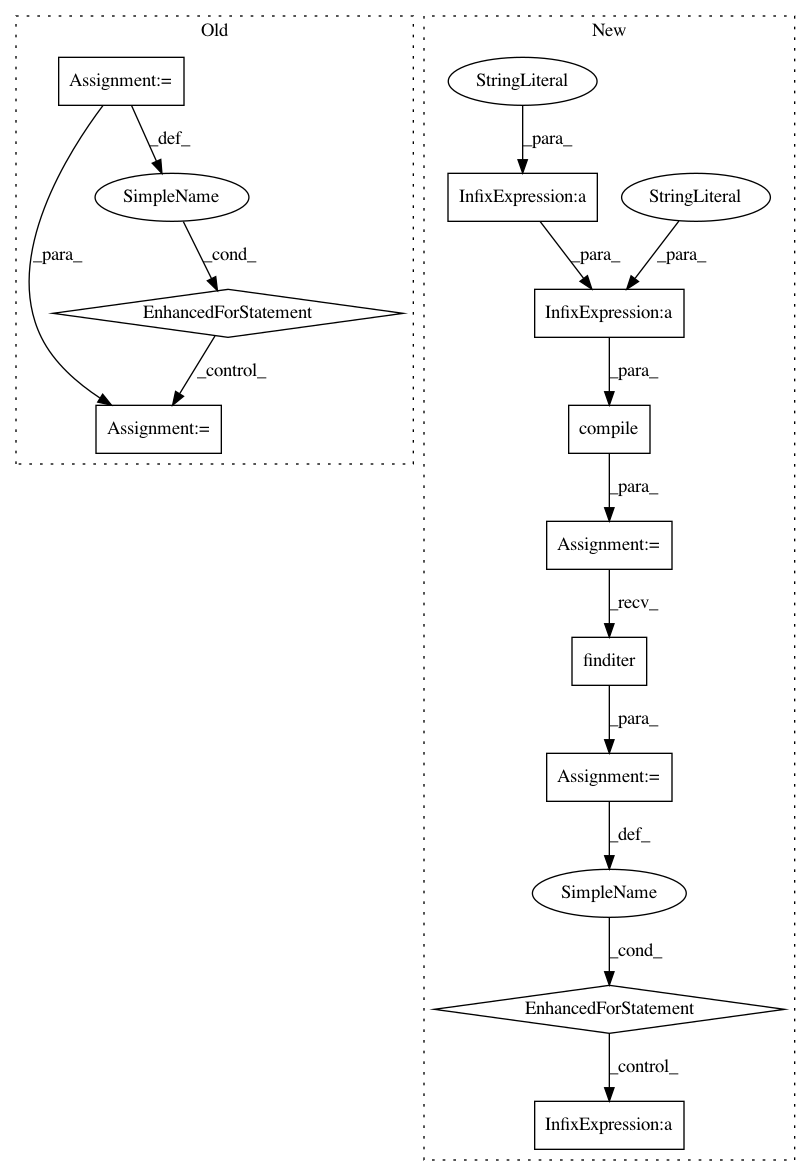 Old
Assignment:=
_def_
SimpleName
_para_
_cond_
EnhancedForStatement
_control_
Assignment:=
New
StringLiteral
_para_
InfixExpression:a
StringLiteral
_para_
_para_
InfixExpression:a
_para_
compile
_para_
Assignment:=
_recv_
finditer
_para_
Assignment:=
_def_
SimpleName
_cond_
EnhancedForStatement
_control_
InfixExpression:a